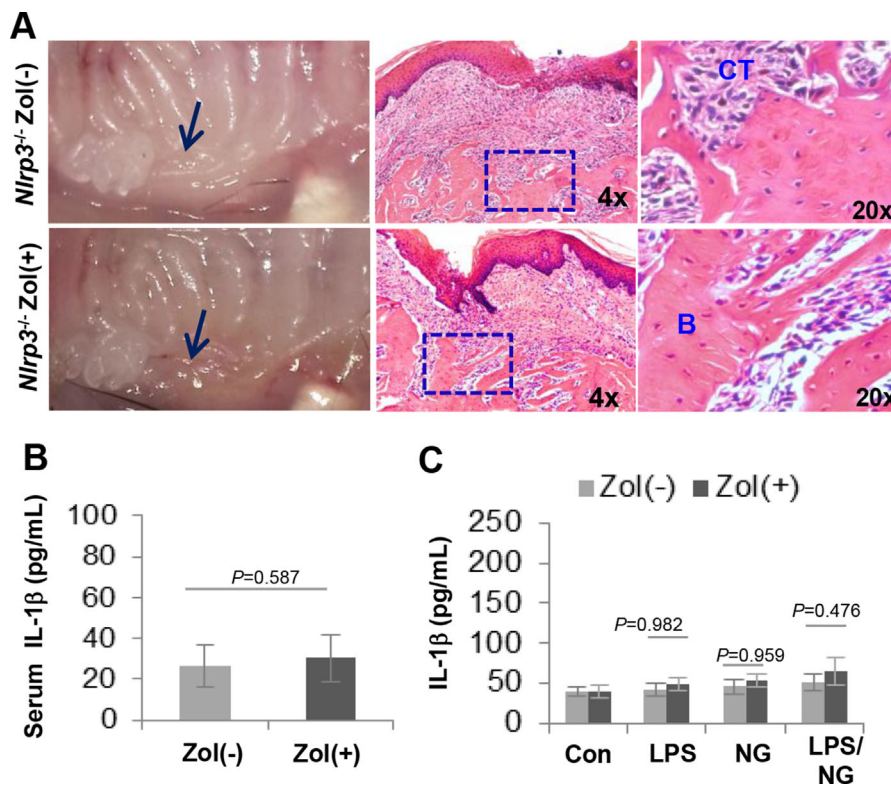 A
Nlrp3-/- Zol(-)
CT
4x
20x
Nlrp3-/- Zol(+)
B
4x
20x
B
Serum IL-1β (pg/mL)
100
80
60
40
20
0
P=0.587
Zol(-)
Zol(+)
C
Zol(-) Zol(+)
IL-1β (pg/mL)
250
200
150
100
50
0
P=0.982
P=0.959
P=0.476
Con
LPS
NG
LPS/
NG